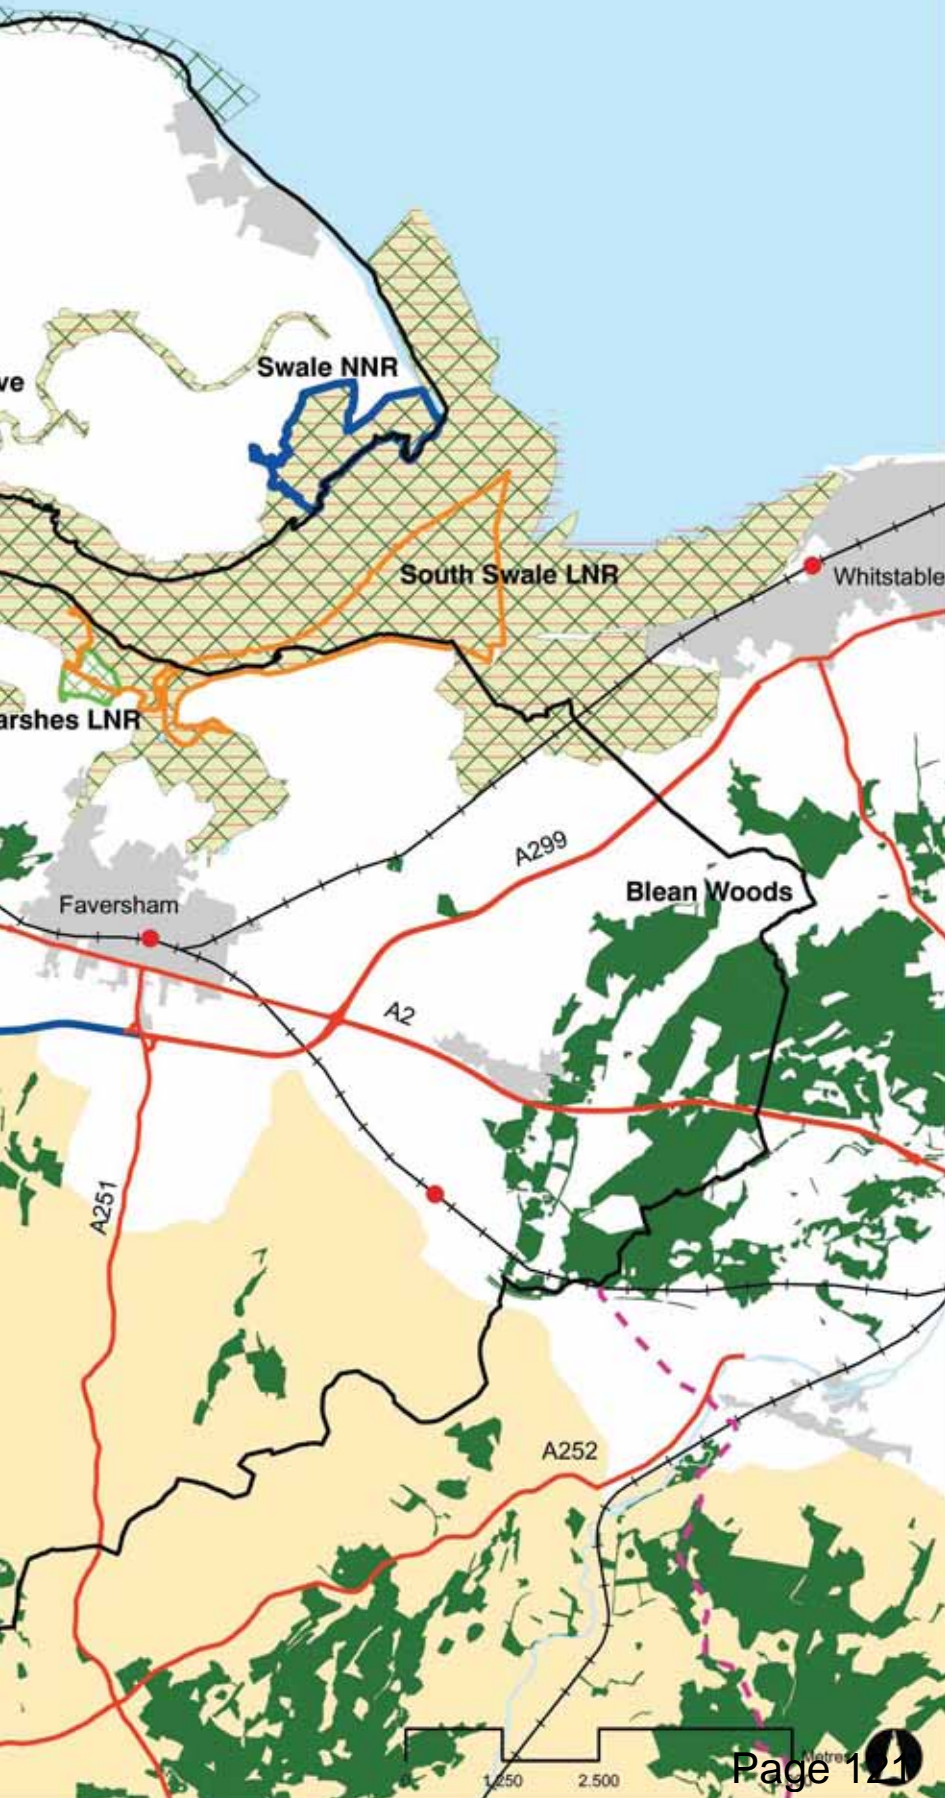 Swale NNR
ve
South Swale LNR
Whitstable
arshes LNR
A299
Blean Woods
Faversham
A2
A251
A252
Metres
Page 121
1,250
2.500